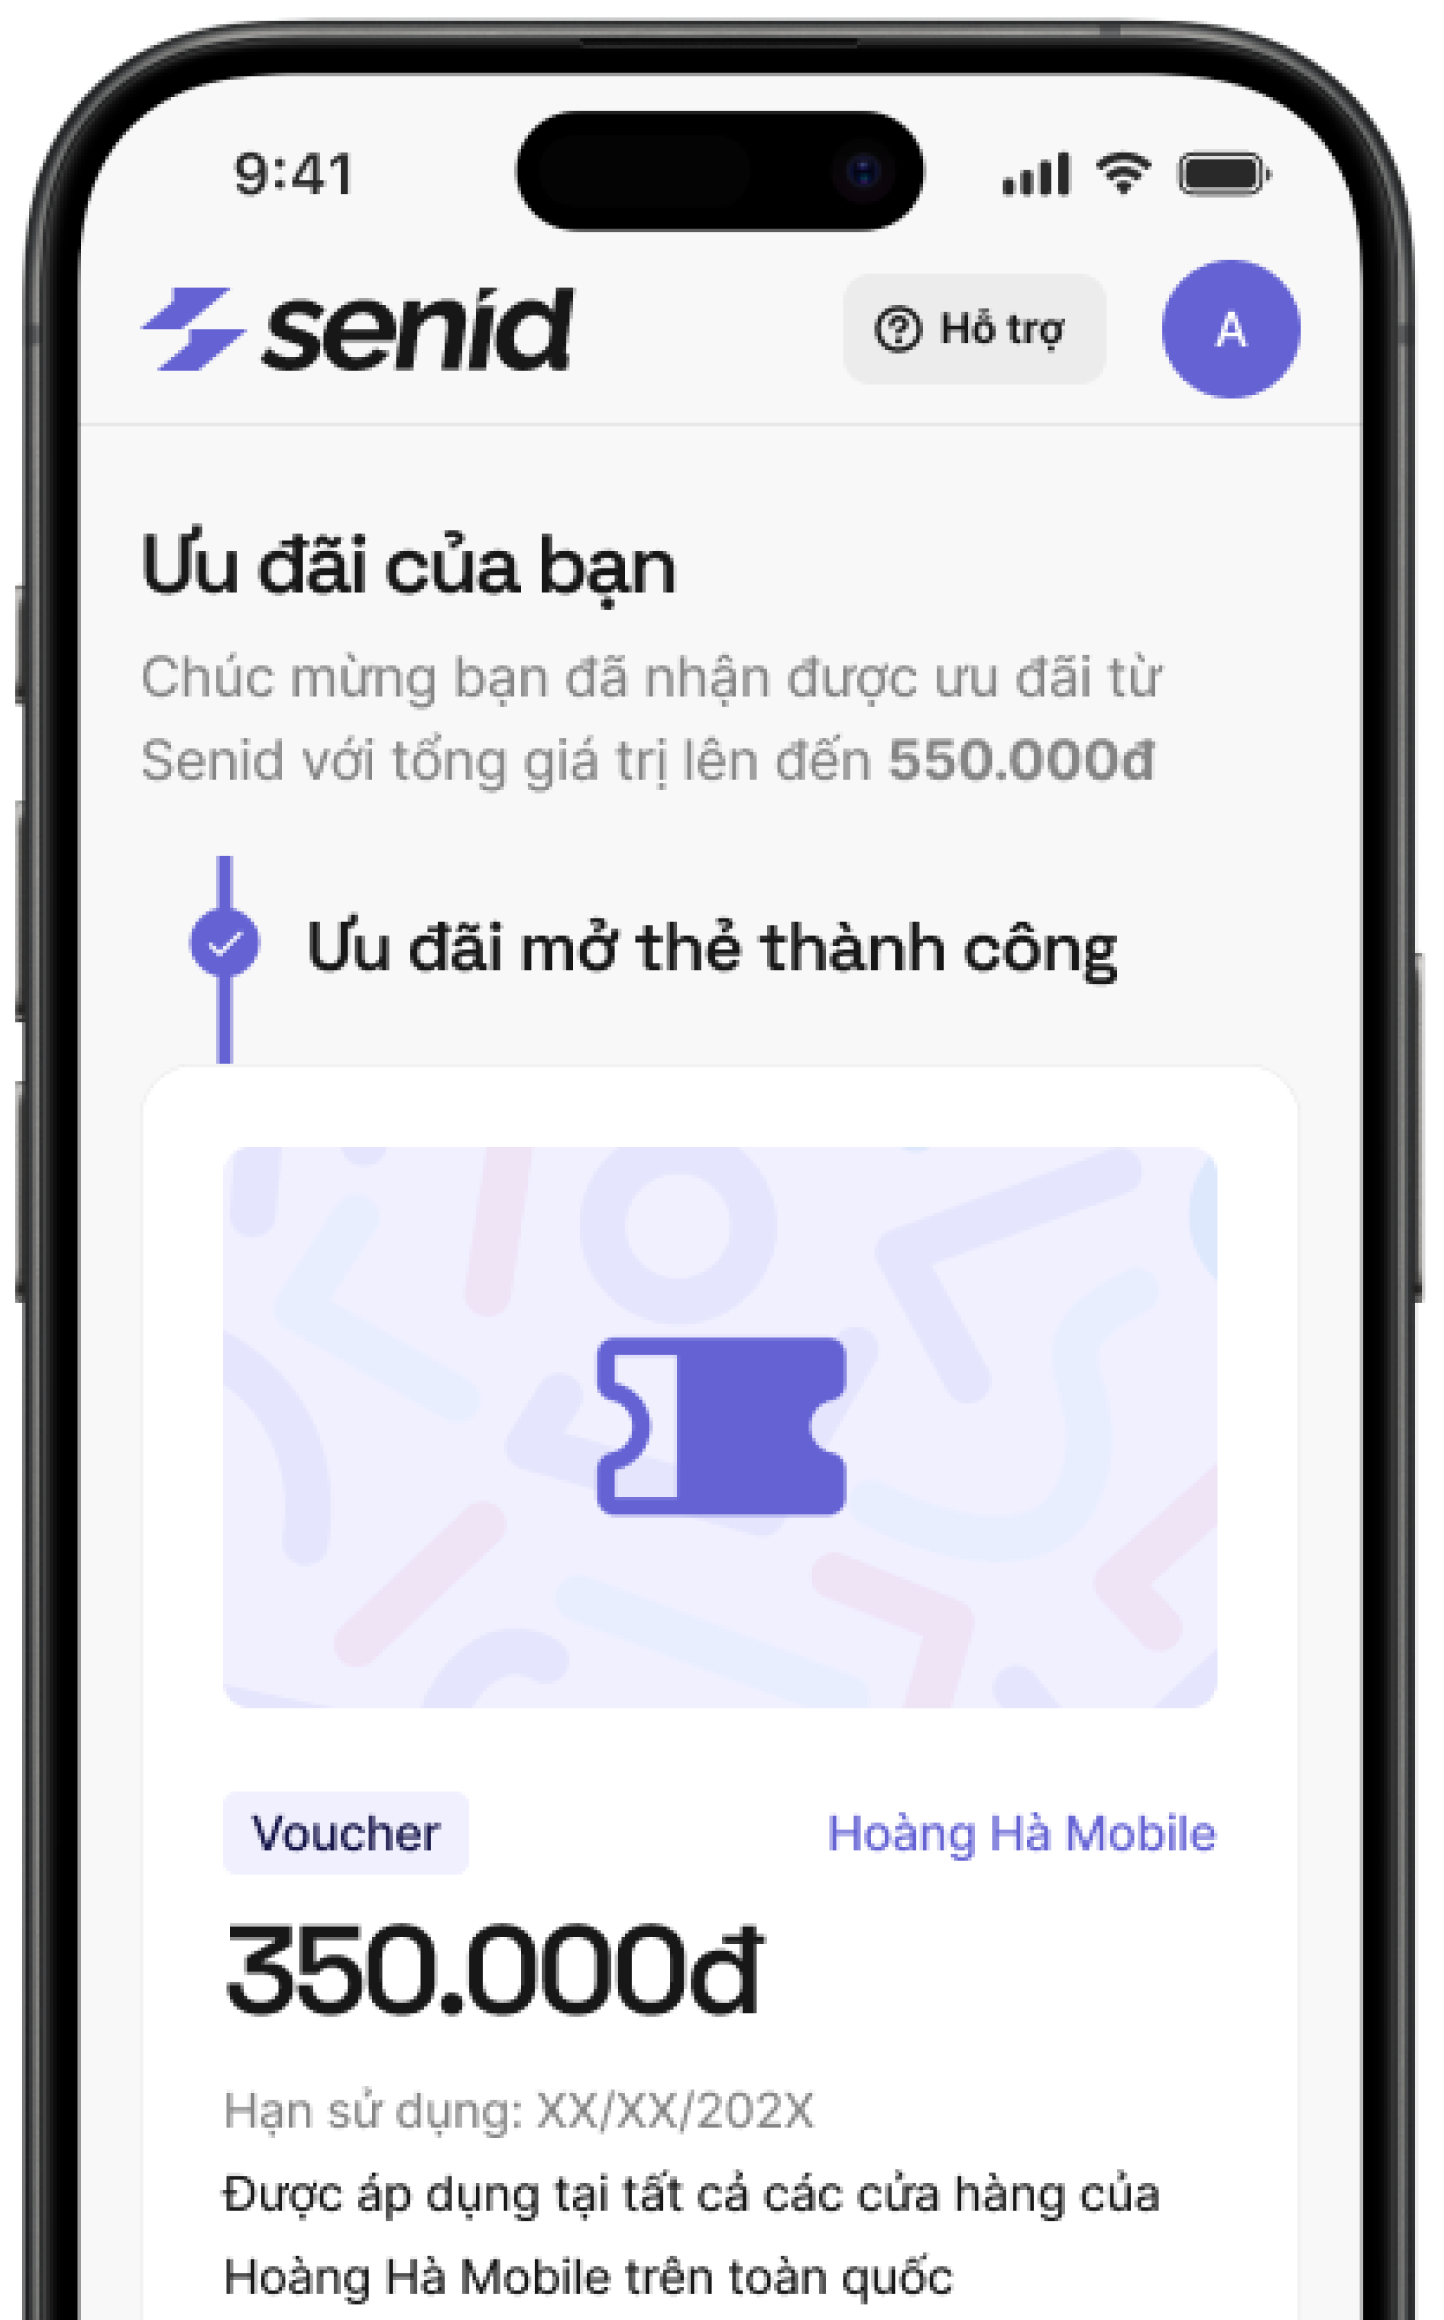 9:41
senid
Hỗ trợ
A
Ưu đãi của bạn
Chúc mừng bạn đã nhận được ưu đãi từ
Senid với tổng giá trị lên đến 550.000đ
Ưu đãi mở thẻ thành công
Voucher
Hoàng Hà Mobile
350.000đ
Hạn sử dụng: XX/XX/202X
Được áp dụng tại tất cả các cửa hàng của
Hoàng Hà Mobile trên toàn quốc